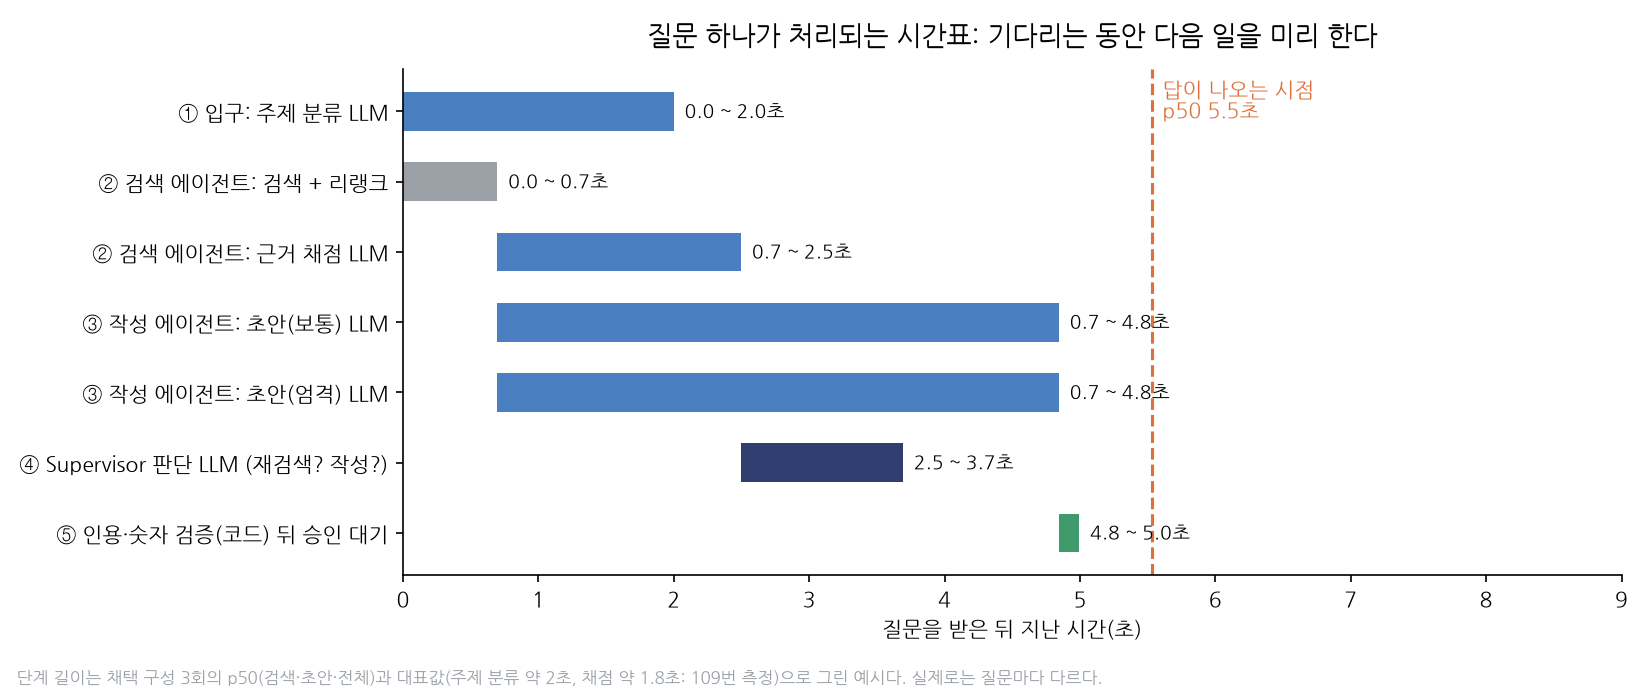 질문 하나가 처리되는 시간표: 기다리는 동안 다음 일을 미리 한다
답이 나오는 시점
p50 5.5초
① 입구: 주제 분류 LLM
0.0 ~ 2.0초
② 검색 에이전트: 검색 + 리랭크
0.0 ~ 0.7초
② 검색 에이전트: 근거 채점 LLM
0.7 ~ 2.5초
③ 작성 에이전트: 초안(보통) LLM
0.7 ~ 4.8초
③ 작성 에이전트: 초안(엄격) LLM
0.7 ~ 4.8초
④ Supervisor 판단 LLM (재검색? 작성?)
2.5 ~ 3.7초
⑤ 인용·숫자 검증(코드) 뒤 승인 대기
4.8 ~ 5.0초
0 1 2 3 4 5 6 7 8 9
질문을 받은 뒤 지난 시간(초)
단계 길이는 채택 구성 3회의 p50(검색·초안·전체)과 대표값(주제 분류 약 2초, 채점 약 1.8초: 109번 측정)으로 그린 예시다. 실제로는 질문마다 다르다.